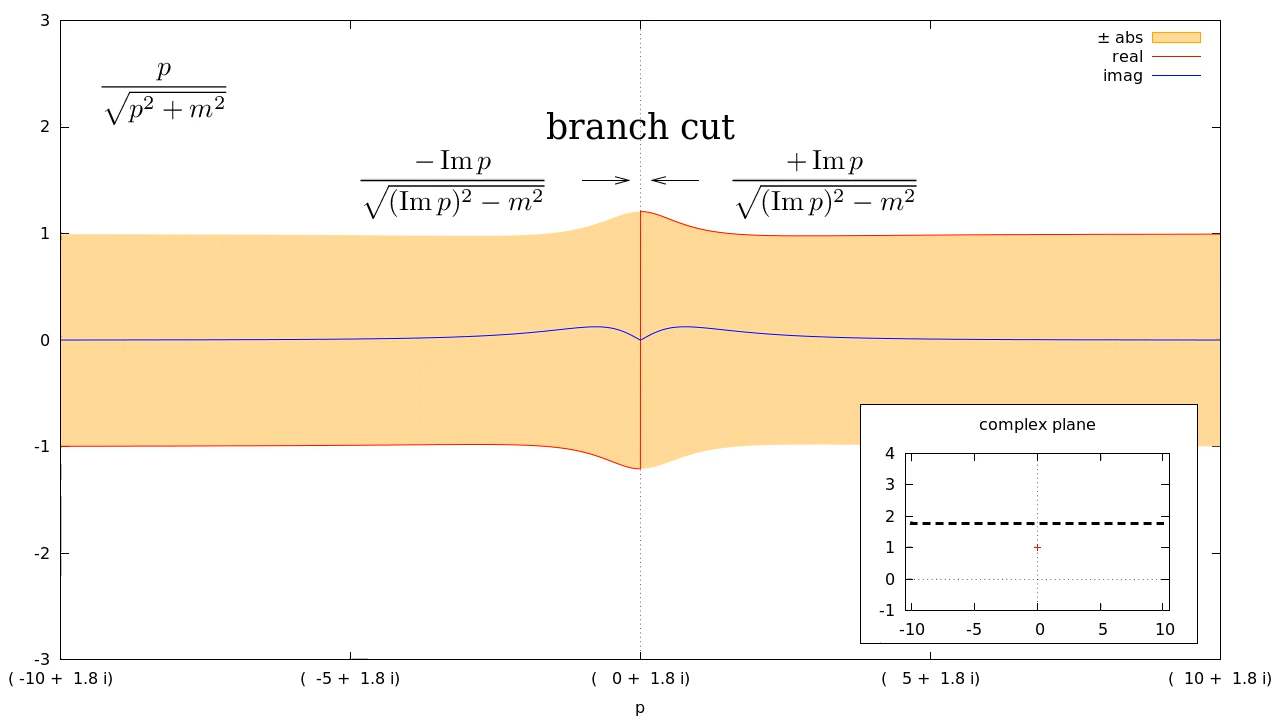 ± abs
real
imag
p
√p² + m²
branch cut
− Im p
√(Im p)² − m²
+ Im p
√(Im p)² − m²
3
2
1
0
-1
-2
-3
( -10 + 1.8 i)
( -5 + 1.8 i)
( 0 + 1.8 i)
( 5 + 1.8 i)
( 10 + 1.8 i)
p
complex plane
4
3
2
1
0
-1
-10
-5
0
5
10